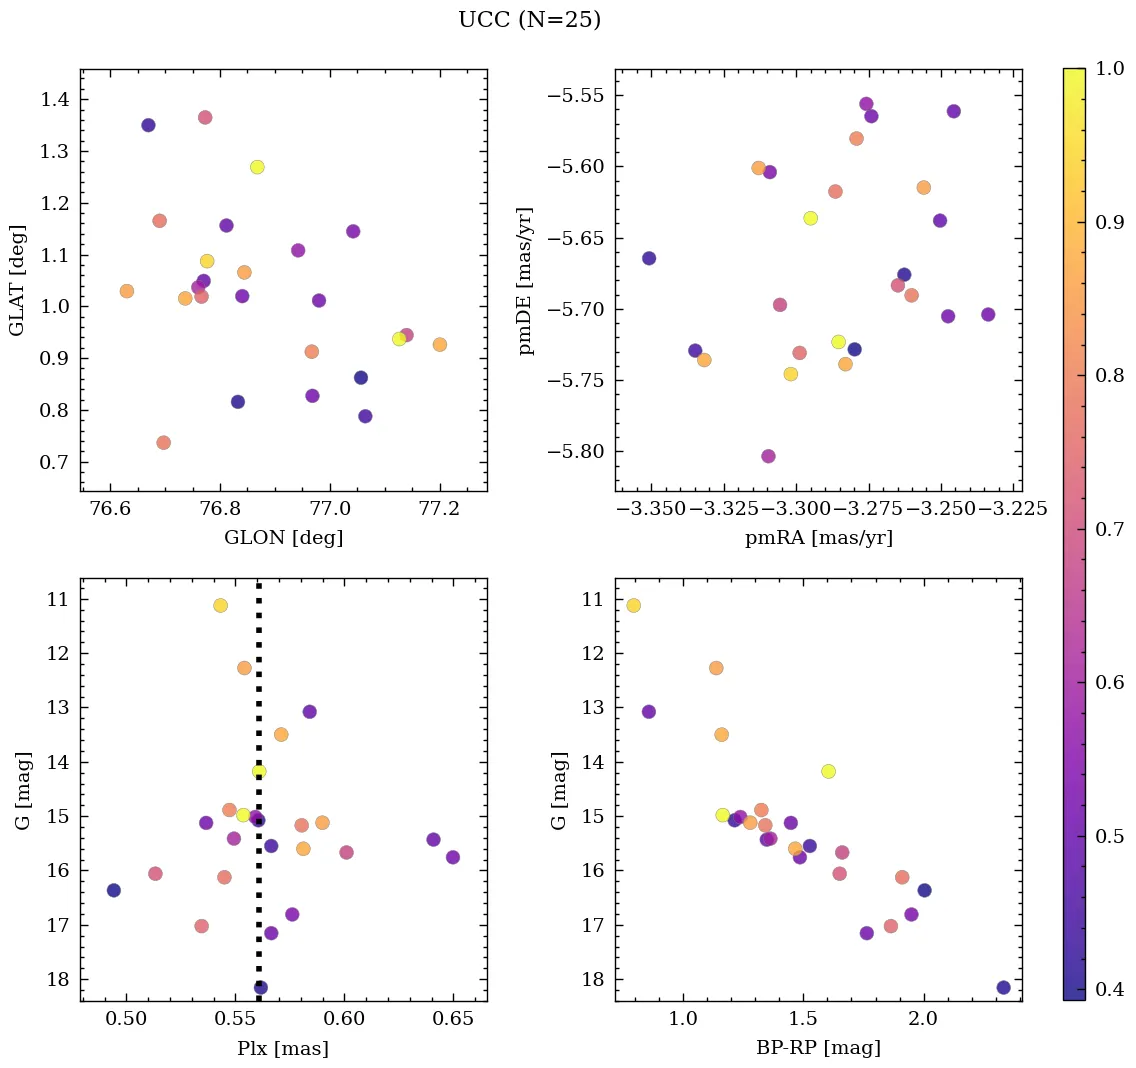 UCC (N=25)
1.4
1.3
1.2
1.1
1.0
0.9
0.8
0.7
GLAT [deg]
76.6 76.8 77.0 77.2
GLON [deg]
−5.55
−5.60
−5.65
−5.70
−5.75
−5.80
pmDE [mas/yr]
−3.350 −3.325 −3.300 −3.275 −3.250 −3.225
pmRA [mas/yr]
11
12
13
14
15
16
17
18
G [mag]
0.50 0.55 0.60 0.65
Plx [mas]
11
12
13
14
15
16
17
18
G [mag]
1.0 1.5 2.0
BP-RP [mag]
1.0
0.9
0.8
0.7
0.6
0.5
0.4